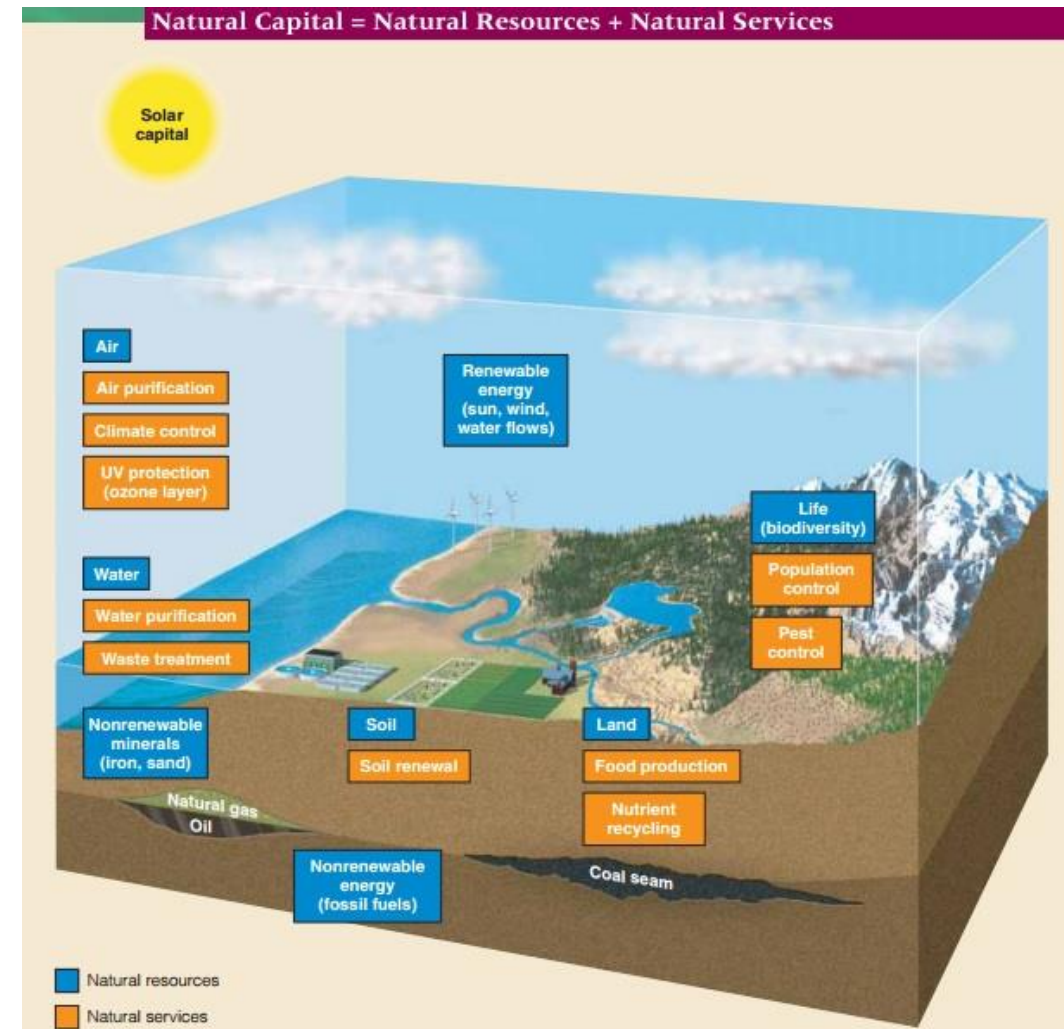 Natural Capital = Natural Resources + Natural Services
Solar
capital
Air
Air purification
Climate control
UV protection
(ozone layer)
Renewable
energy
(sun, wind,
water flows)
Life
(biodiversity)
Population
control
Pest
control
Water
Water purification
Waste treatment
Nonrenewable
minerals
(iron, sand)
Soil
Soil renewal
Land
Food production
Nutrient
recycling
Natural gas
Oil
Nonrenewable
energy
(fossil fuels)
Coal seam
Natural resources
Natural services